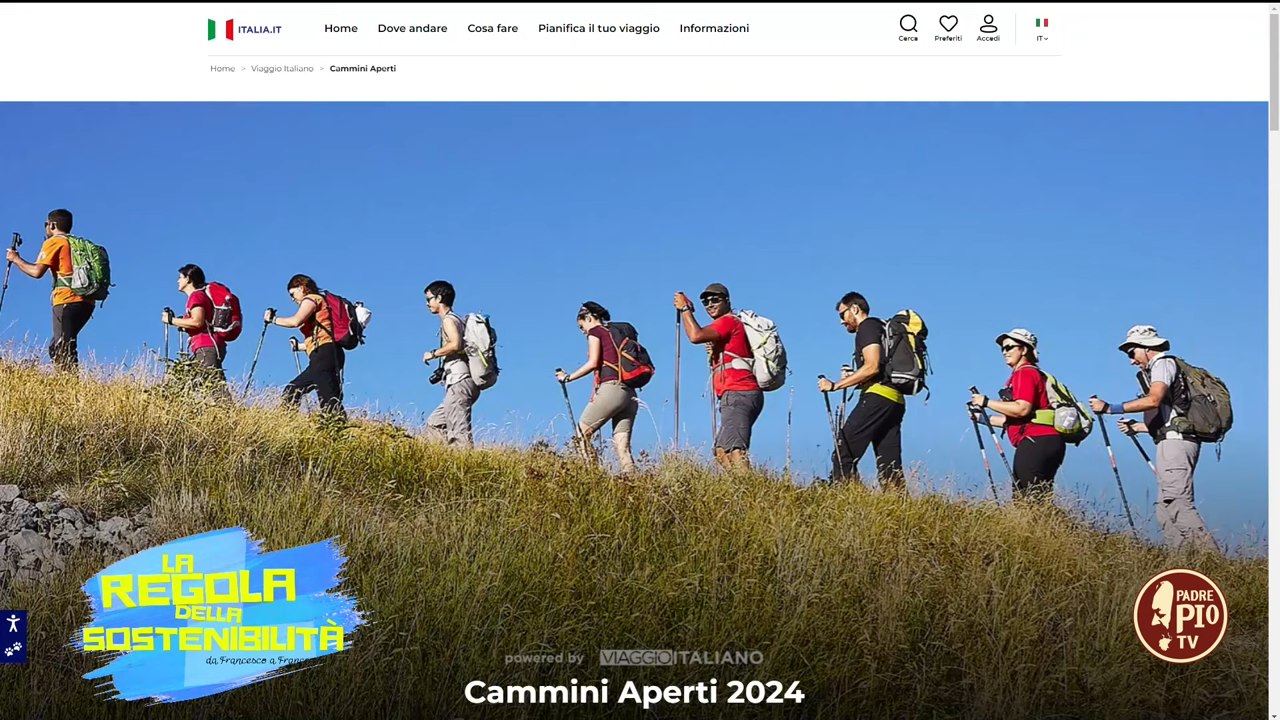 ITALIA.IT
Home
Dove andare
Cosa fare
Pianifica il tuo viaggio
Informazioni
Cerca
Preferiti
Accedi
IT
Home > Viaggio Italiano > Cammini Aperti
LA
REGOLA
DELLA
SOSTENIBILITÀ
da Francesco a Francesco
PADRE
PIO
TV
powered by VIAGGIOITALIANO
Cammini Aperti 2024